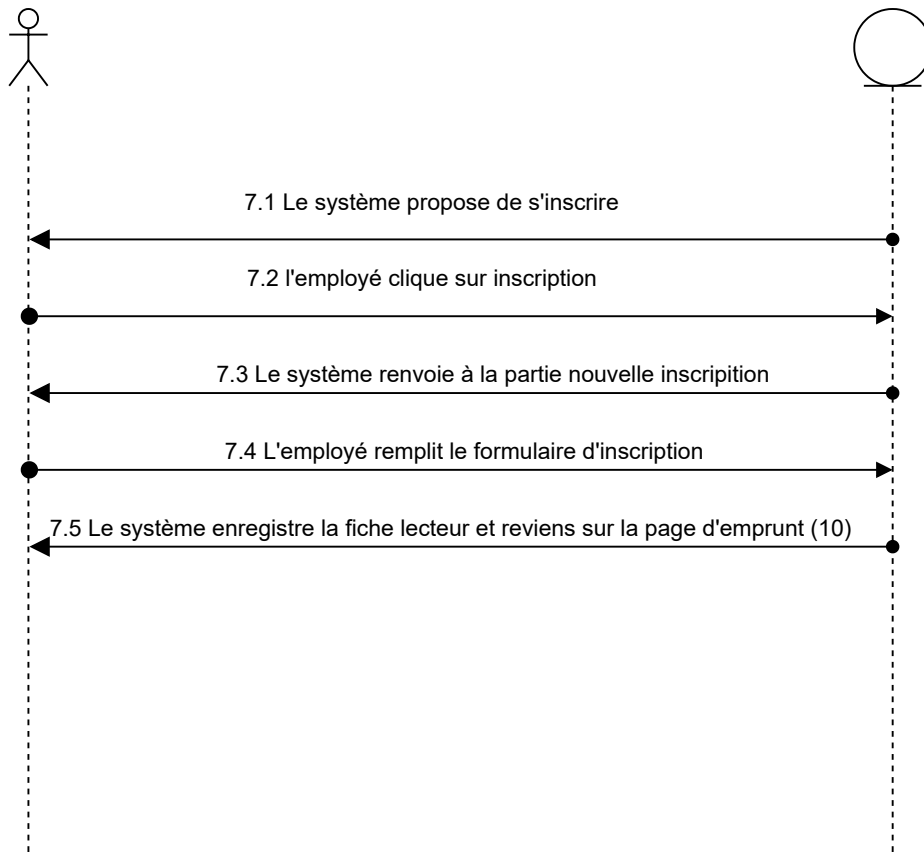 7.1 Le système propose de s'inscrire
7.2 l'employé clique sur inscription
7.3 Le système renvoie à la partie nouvelle inscripition
7.4 L'employé remplit le formulaire d'inscription
7.5 Le système enregistre la fiche lecteur et reviens sur la page d'emprunt (10)